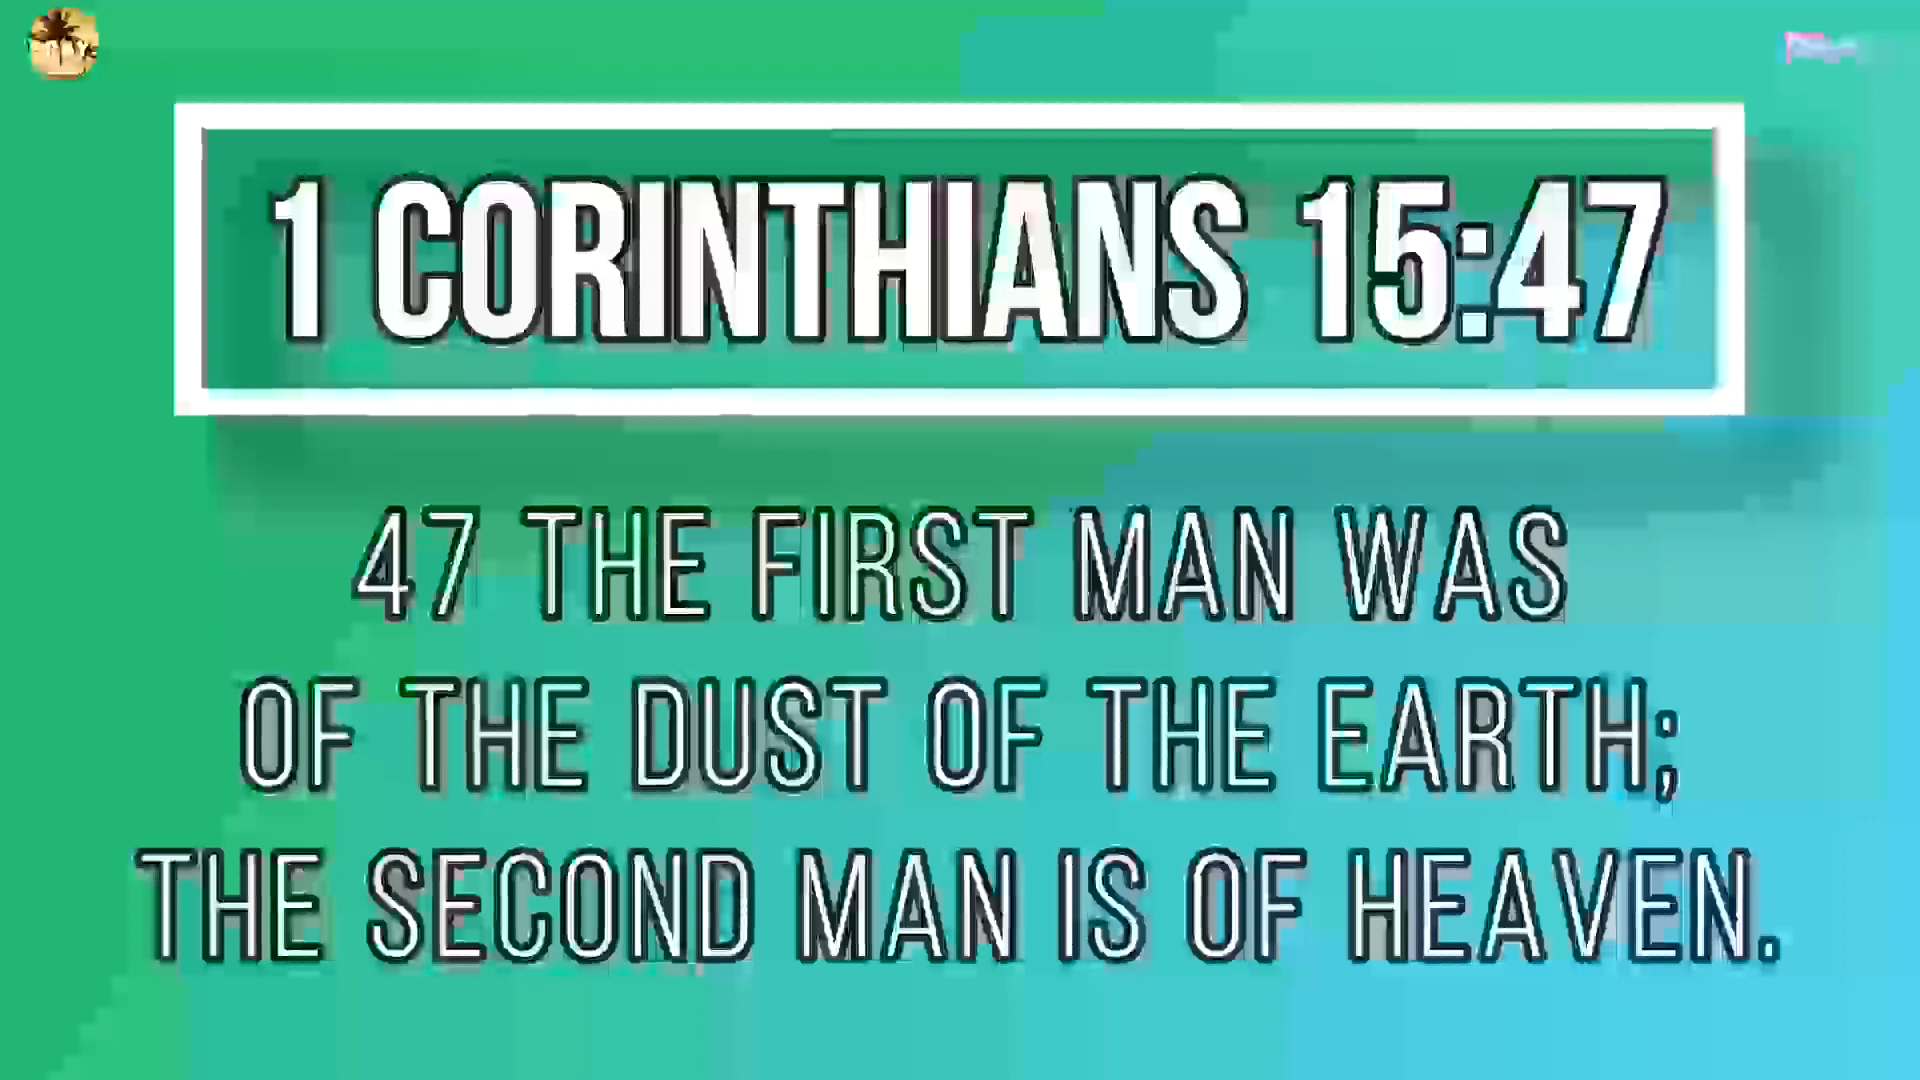 1 CORINTHIANS 15:47
47 THE FIRST MAN WAS
OF THE DUST OF THE EARTH;
THE SECOND MAN IS OF HEAVEN.